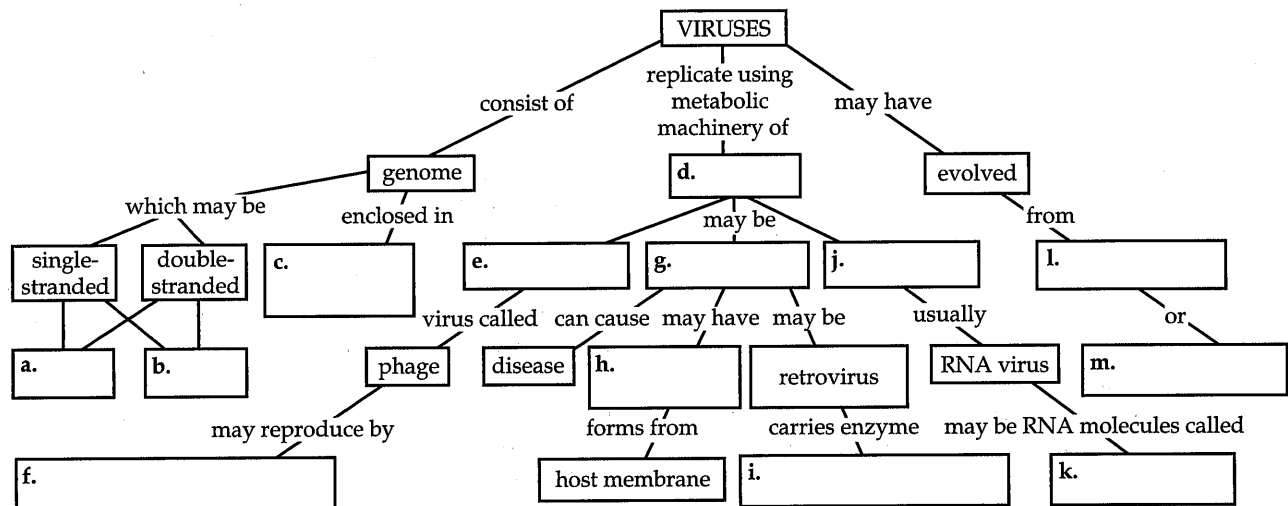 VIRUSES
consist of
replicate using
metabolic
machinery of
may have
genome
d.
evolved
which may be
enclosed in
may be
from
single-
stranded
double-
stranded
c.
e.
g.
j.
l.
virus called
can cause
may have
may be
usually
or
a.
b.
phage
disease
h.
retrovirus
RNA virus
m.
may reproduce by
forms from
carries enzyme
may be RNA molecules called
f.
host membrane
i.
k.